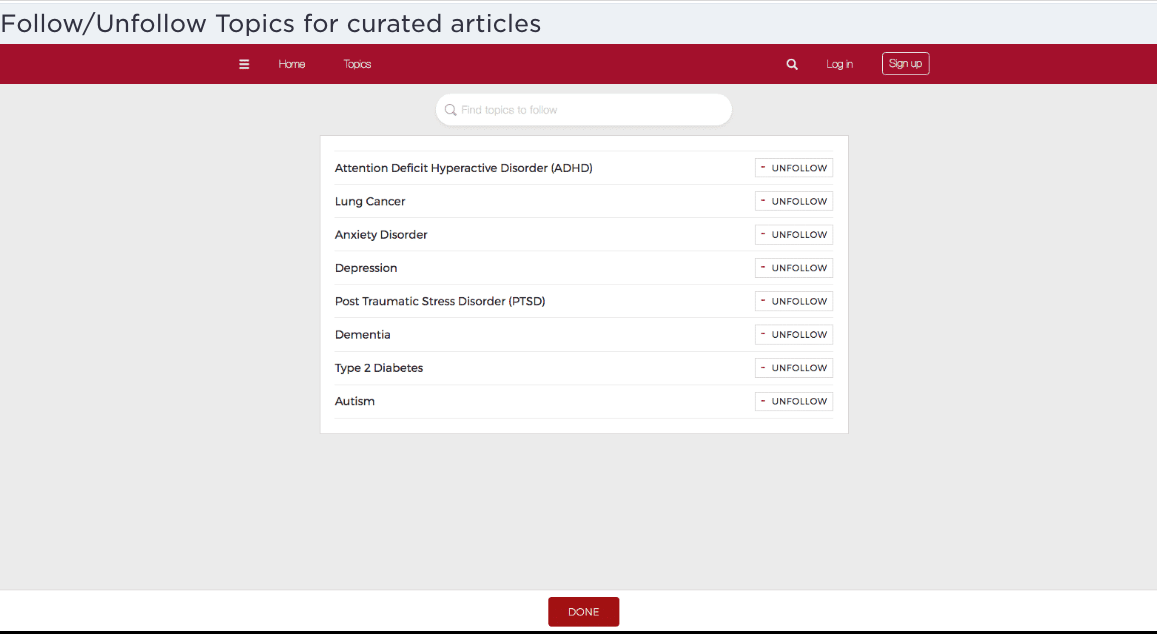 Follow/Unfollow Topics for curated articles
Home Topics Log in Sign up
Find topics to follow
Attention Deficit Hyperactive Disorder (ADHD) - UNFOLLOW
Lung Cancer - UNFOLLOW
Anxiety Disorder - UNFOLLOW
Depression - UNFOLLOW
Post Traumatic Stress Disorder (PTSD) - UNFOLLOW
Dementia - UNFOLLOW
Type 2 Diabetes - UNFOLLOW
Autism - UNFOLLOW
DONE